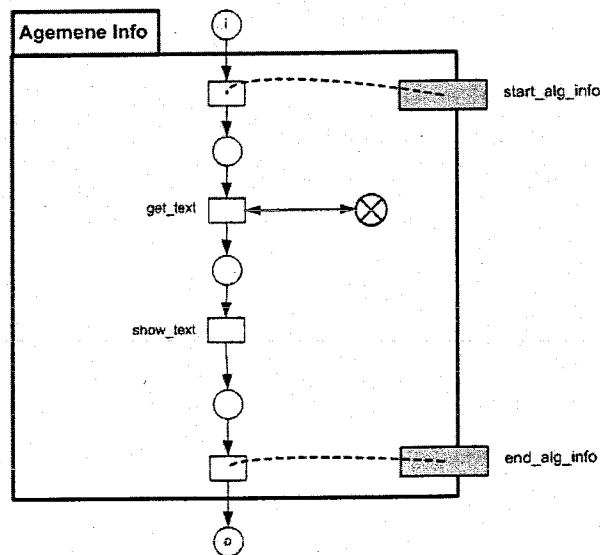 i
Agemene Info
start_alg_info
get_text
show_text
end_alg_info
o